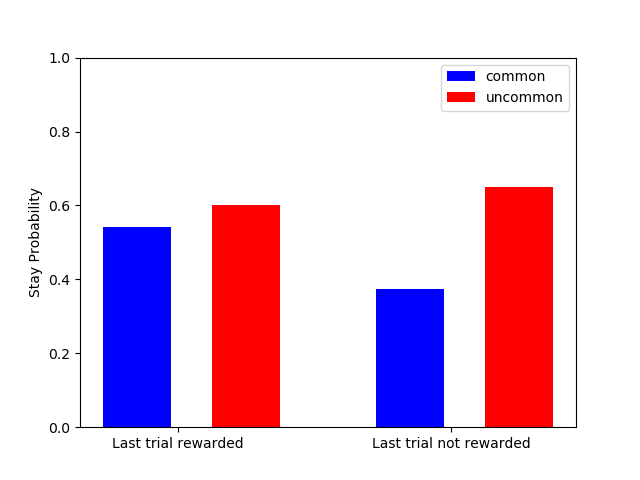 1.0
common
uncommon
0.8
0.6
0.4
0.2
0.0
Stay Probability
Last trial rewarded
Last trial not rewarded